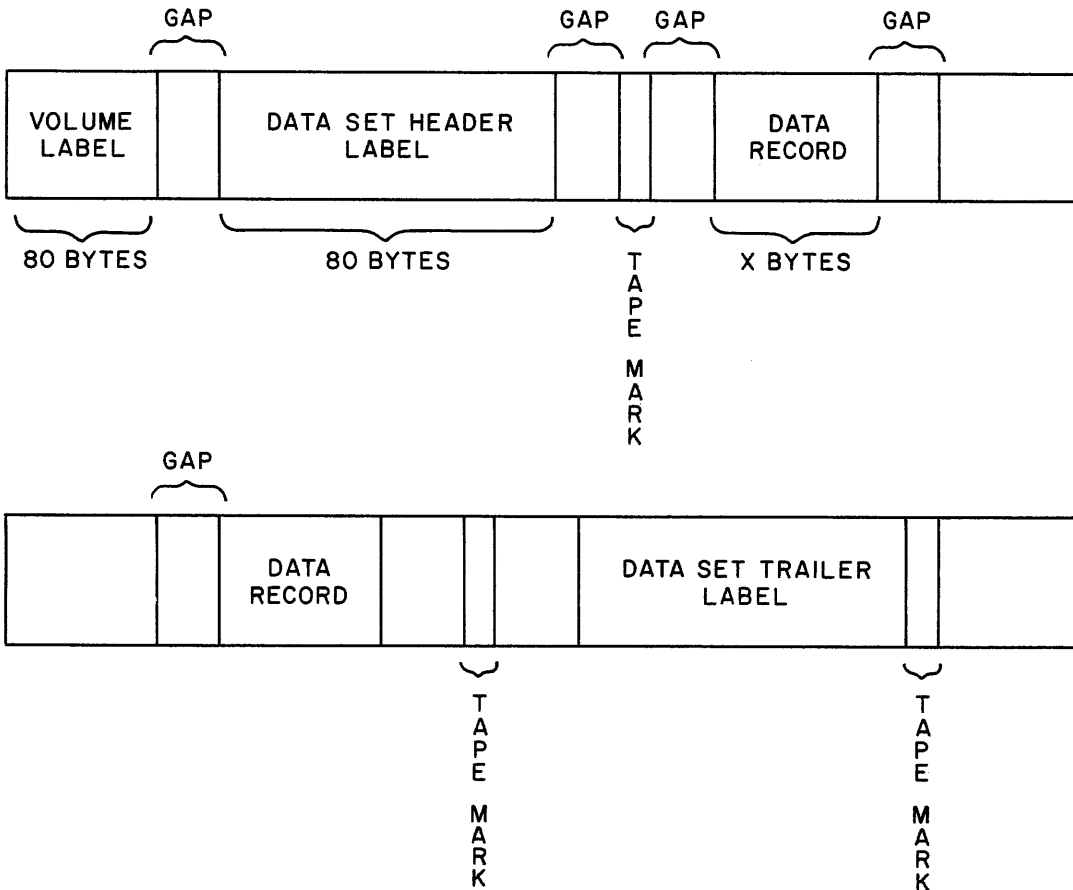 GAP
GAP
GAP
GAP
VOLUME
LABEL
DATA SET HEADER
LABEL
DATA
RECORD
80 BYTES
80 BYTES
TAPE MARK
X BYTES
GAP
DATA
RECORD
DATA SET TRAILER
LABEL
TAPE MARK
TAPE MARK